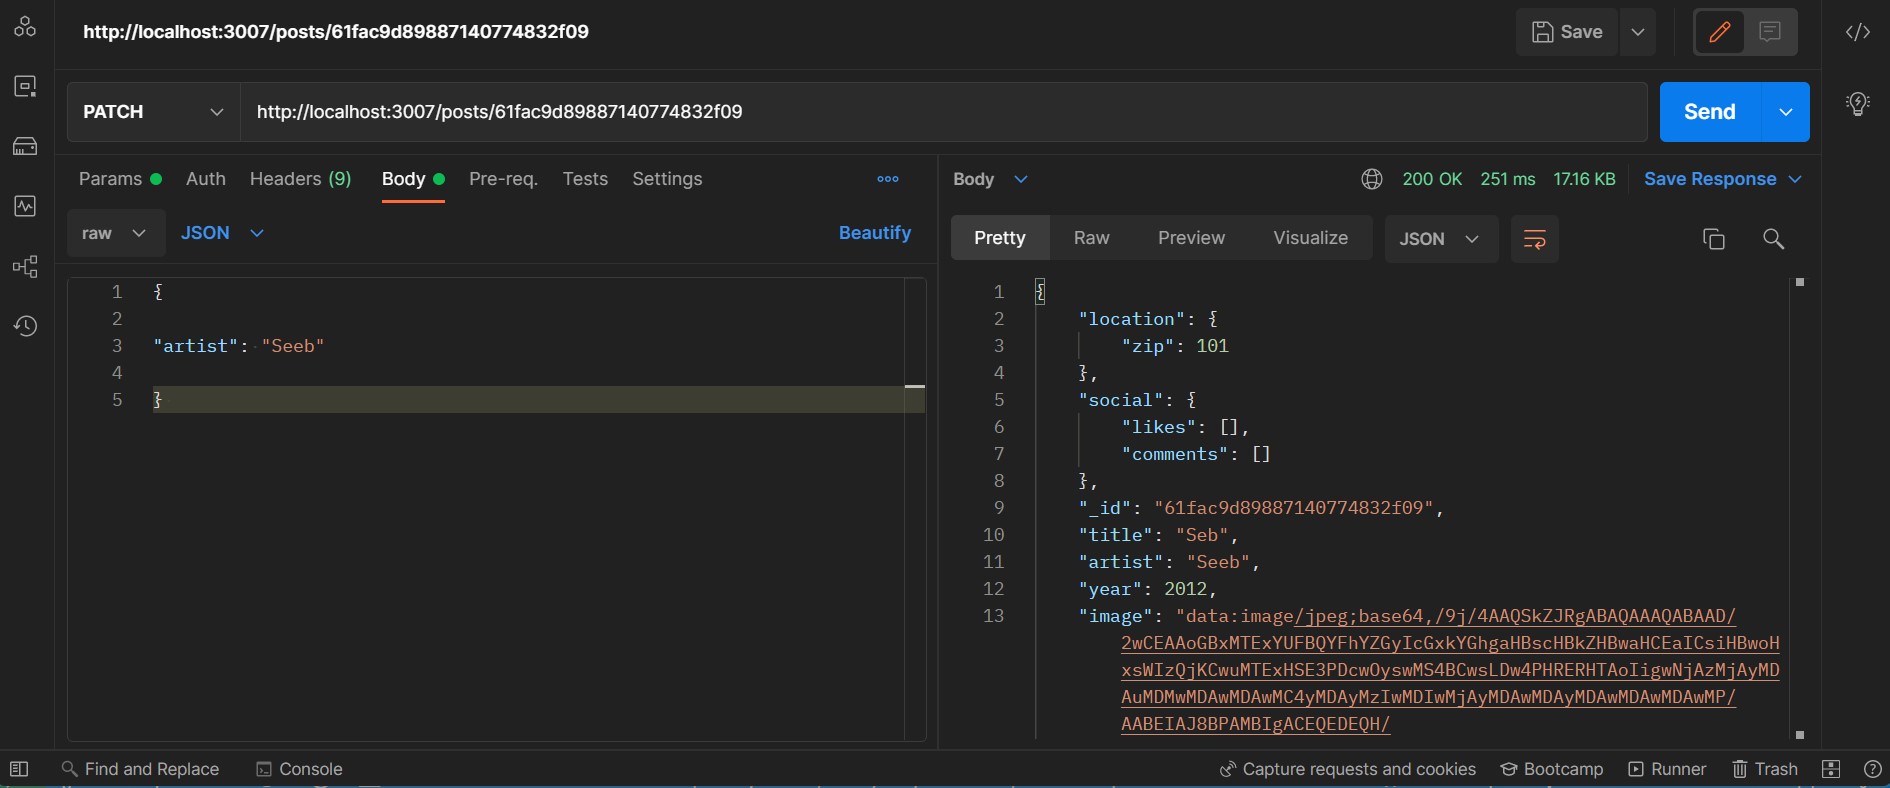 http://localhost:3007/posts/61fac9d89887140774832f09
Save
PATCH
http://localhost:3007/posts/61fac9d89887140774832f09
Send
Params
Auth
Headers (9)
Body
Pre-req.
Tests
Settings
Body
200 OK
251 ms
17.16 KB
Save Response
raw
JSON
Beautify
Pretty
Raw
Preview
Visualize
JSON
1 {
2
3 "artist": "Seeb"
4
5 }
1 {
2 "location": {
3 "zip": 101
4 },
5 "social": {
6 "likes": [],
7 "comments": []
8 },
9 "_id": "61fac9d89887140774832f09",
10 "title": "Seb",
11 "artist": "Seeb",
12 "year": 2012,
13 "image": "data:image/jpeg;base64,/9j/4AAQSkZJRgABAQAAAQABAAD/
2wCEAAoGBxMTExYUFBQYFhYZGyIcGxkYGhgaHBscHBkZHBwaHCEaICsiHBwoH
xsWIzQjKCwuMTExHSE3PDcwOyswMS4BCwsLDw4PHRERHTAoIigwNjAzMjAyMD
AuMDMwMDAwMDAwMC4yMDAyMzIwMDIwMjAyMDAwMDAyMDAwMDAwMDAwMP/
AABEIAJ8BPAMBIgACEQEDEQH/
Find and Replace
Console
Capture requests and cookies
Bootcamp
Runner
Trash